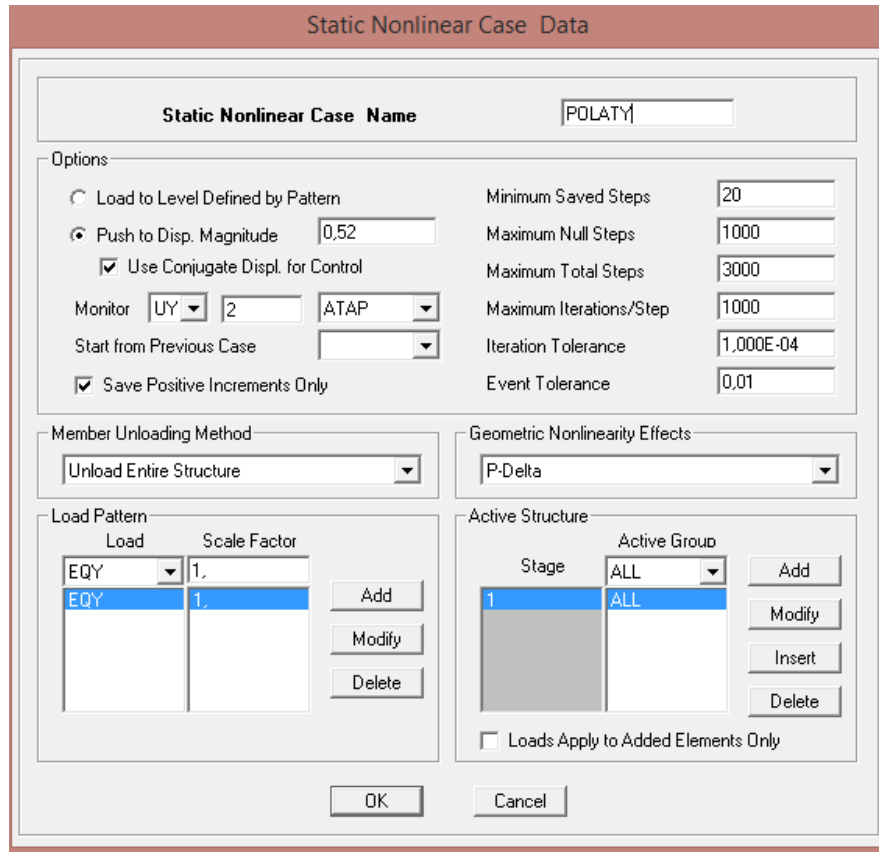 Static Nonlinear Case Data
Static Nonlinear Case Name POLATY
Options
Load to Level Defined by Pattern
Push to Disp. Magnitude 0,52
Use Conjugate Displ. for Control
Monitor UY 2 ATAP
Start from Previous Case
Save Positive Increments Only
Minimum Saved Steps 20
Maximum Null Steps 1000
Maximum Total Steps 3000
Maximum Iterations/Step 1000
Iteration Tolerance 1,000E-04
Event Tolerance 0,01
Member Unloading Method
Unload Entire Structure
Geometric Nonlinearity Effects
P-Delta
Load Pattern
Load Scale Factor
EQY 1,
EQY 1,
Add
Modify
Delete
Active Structure
Active Group
Stage ALL
1 ALL
Add
Modify
Insert
Delete
Loads Apply to Added Elements Only
OK Cancel